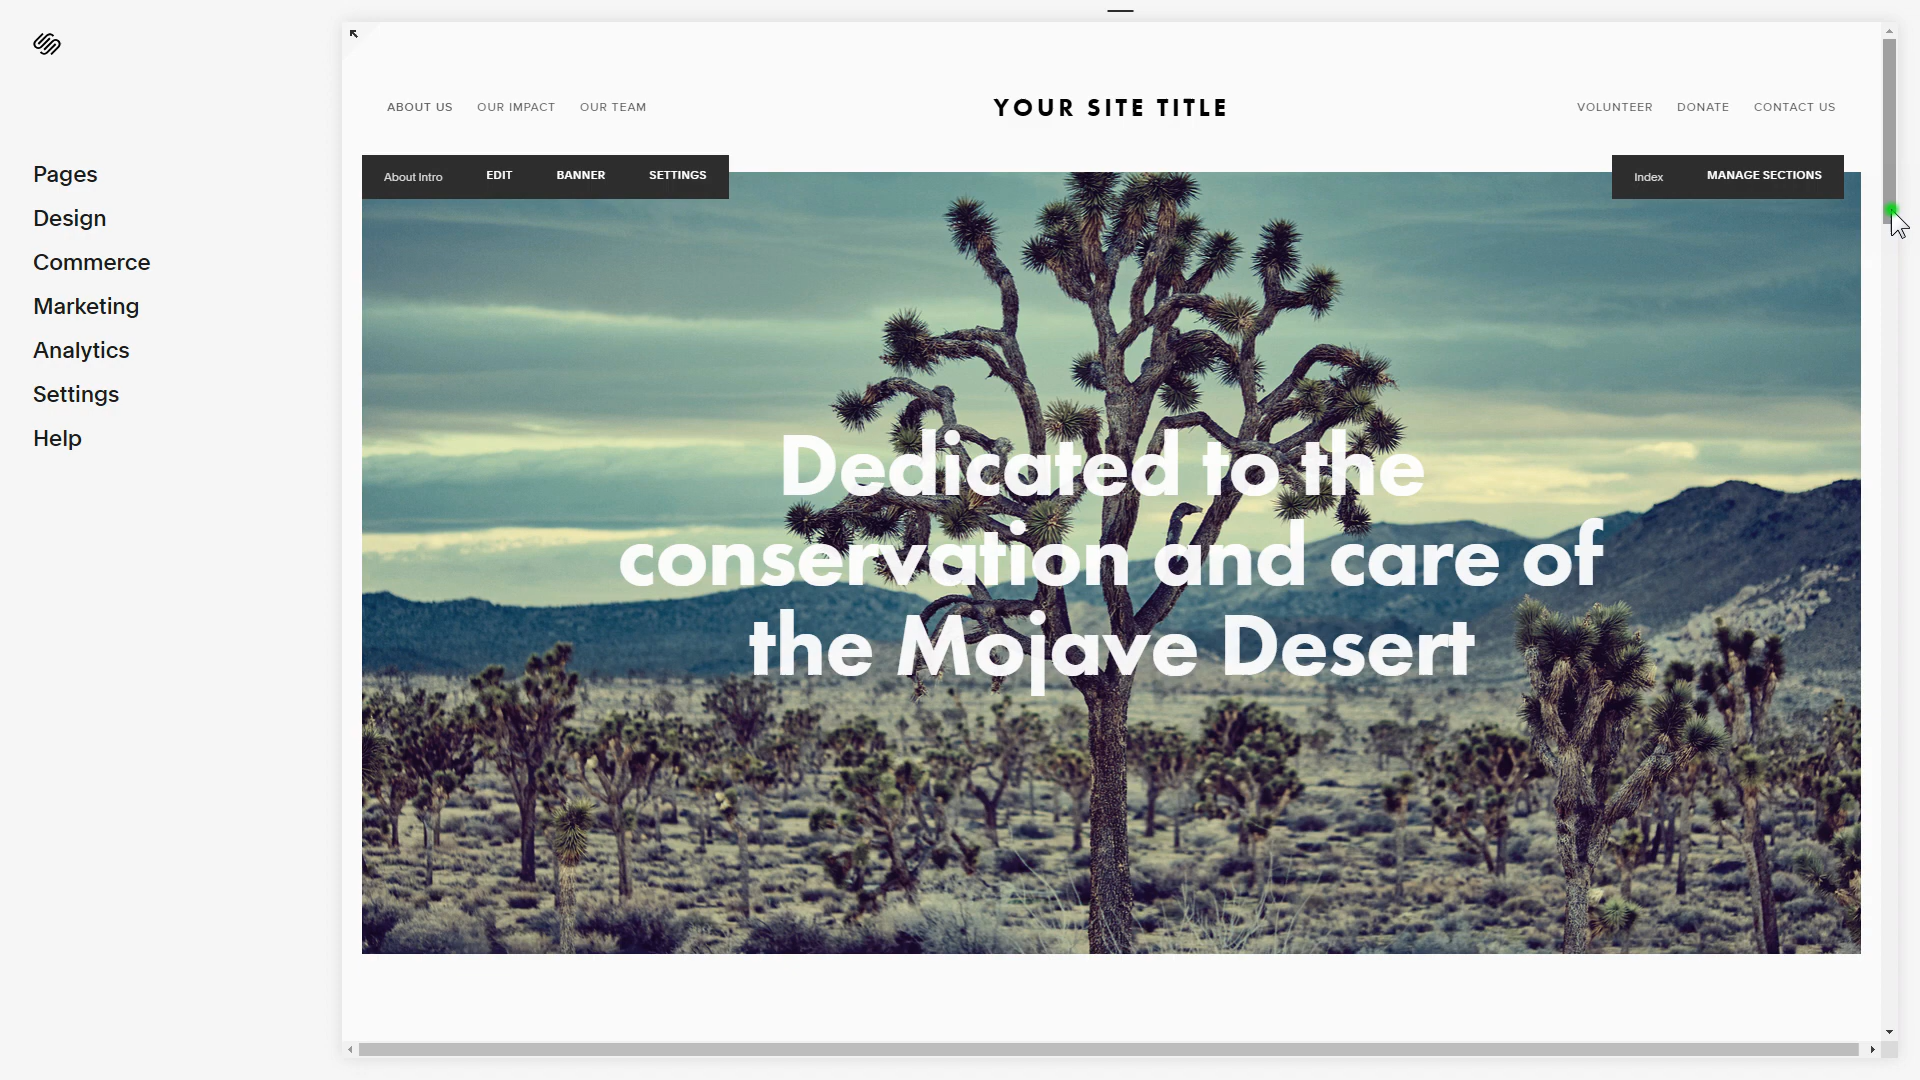 Pages
Design
Commerce
Marketing
Analytics
Settings
Help
ABOUT US OUR IMPACT OUR TEAM
YOUR SITE TITLE
VOLUNTEER DONATE CONTACT US
About Intro EDIT BANNER SETTINGS
Index MANAGE SECTIONS
Dedicated to the
conservation and care of
the Mojave Desert